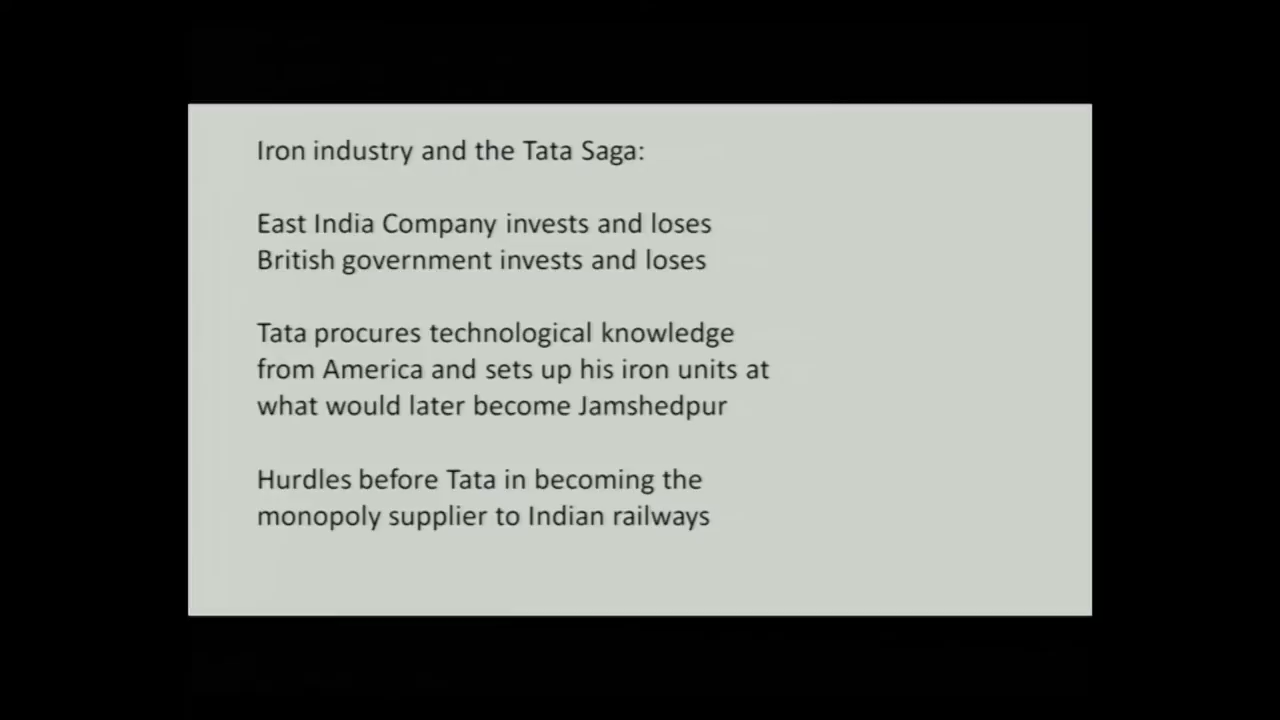 Iron industry and the Tata Saga:
East India Company invests and loses
British government invests and loses
Tata procures technological knowledge
from America and sets up his iron units at
what would later become Jamshedpur
Hurdles before Tata in becoming the
monopoly supplier to Indian railways